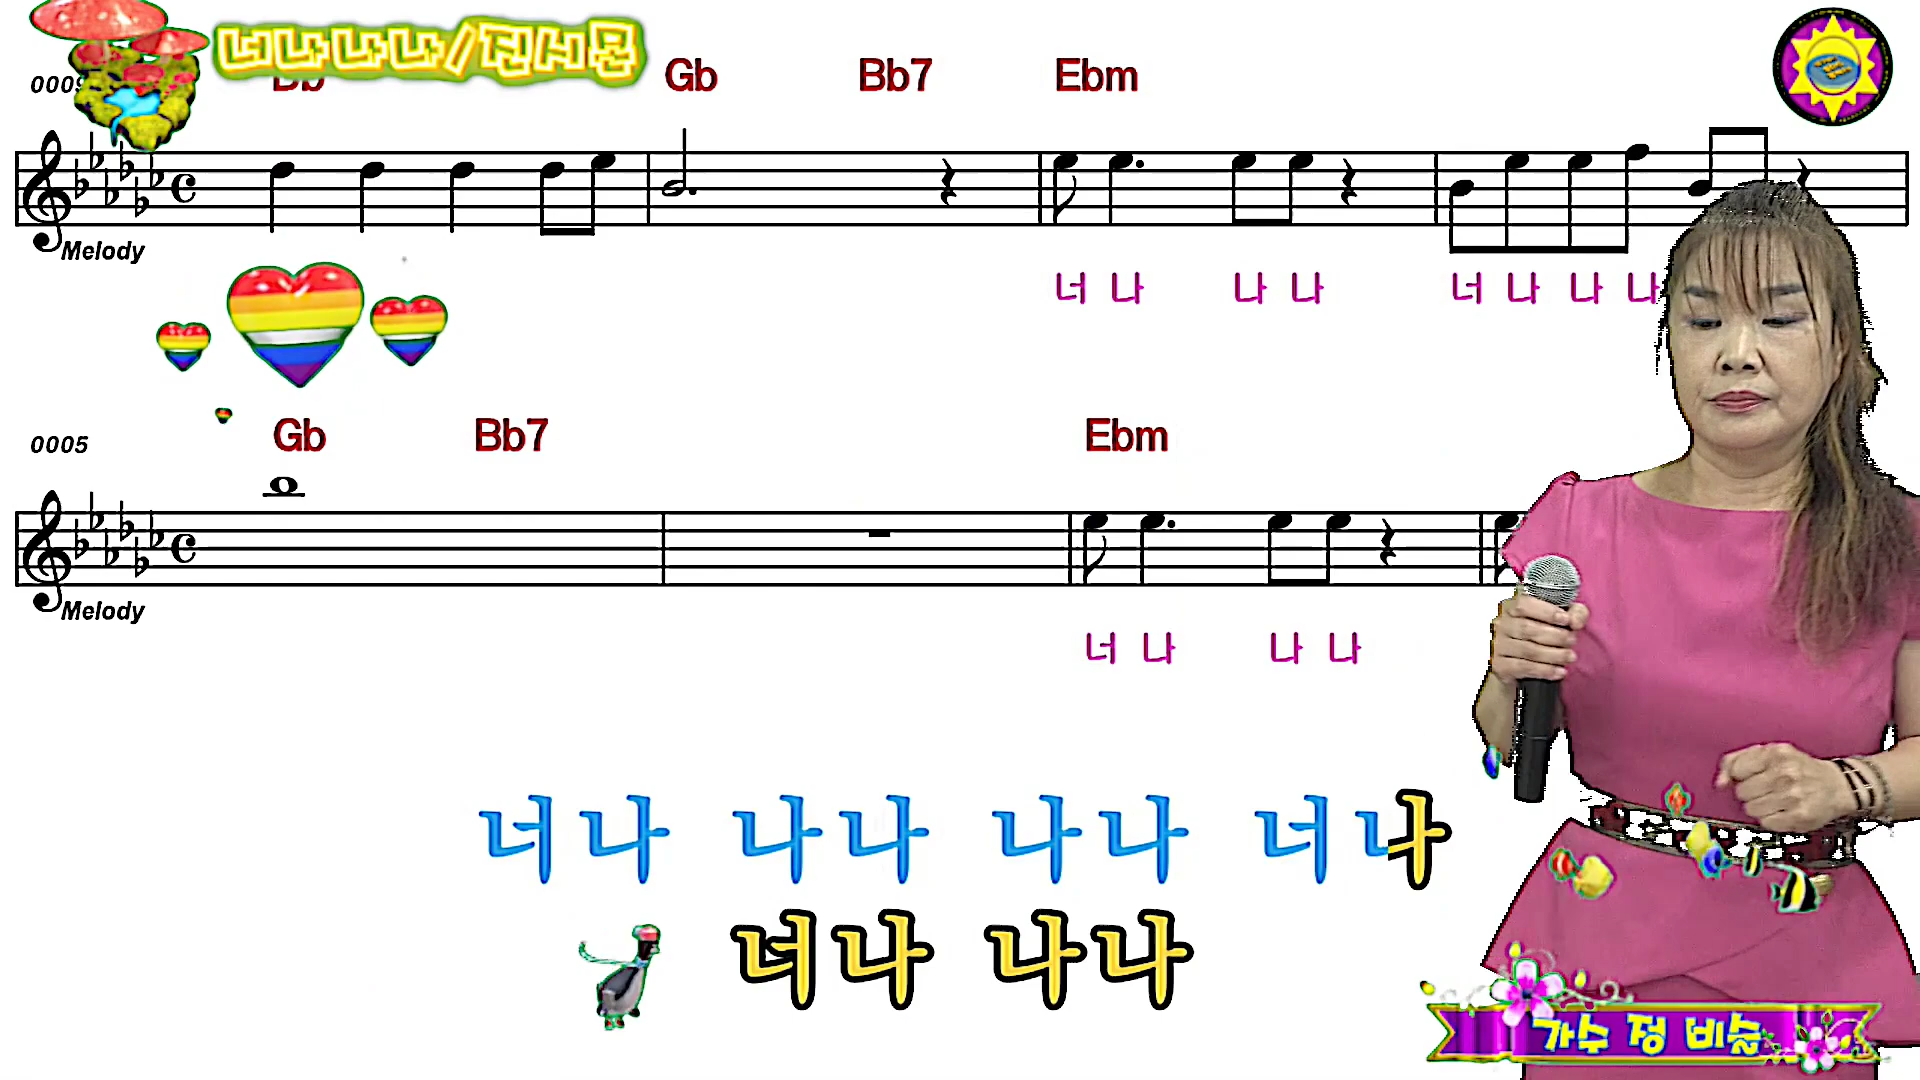 너나나나/진시몬
Gb Bb7 Ebm
Melody
너 나 나 나 너 나 나 나
0005 Gb Bb7 Ebm
Melody
너 나 나 나
너나 나나 나나 너나
너나 나나
가수 정 비슬